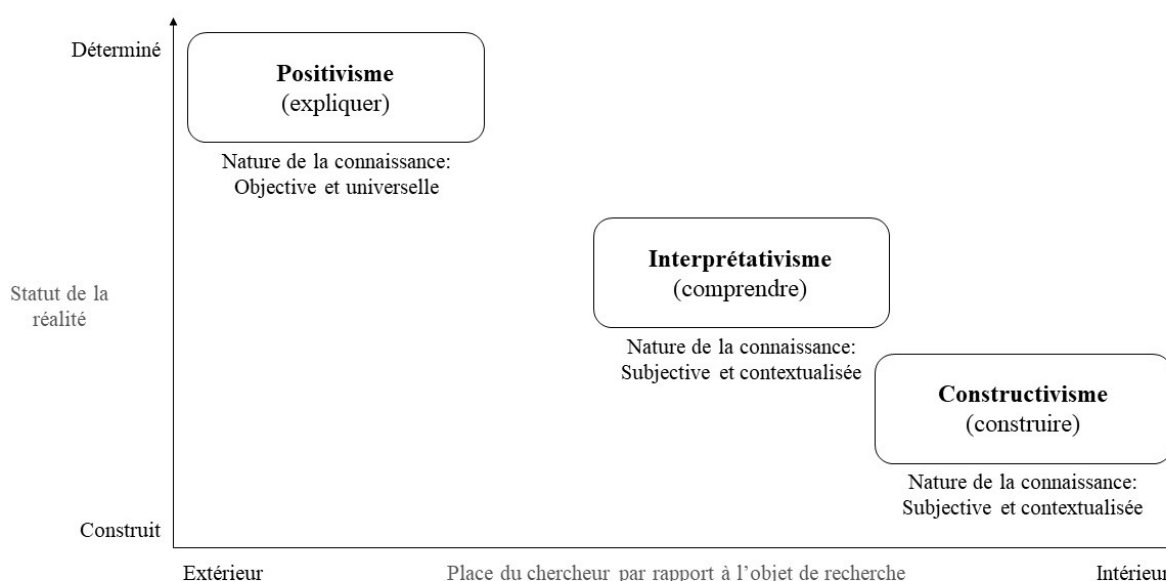 Déterminé
Positivisme
(expliquer)
Nature de la connaissance:
Objective et universelle
Interprétativisme
(comprendre)
Statut de la
réalité
Nature de la connaissance:
Subjective et contextualisée
Constructivisme
(construire)
Nature de la connaissance:
Subjective et contextualisée
Construit
Extérieur
Place du chercheur par rapport à l'objet de recherche
Intérieur